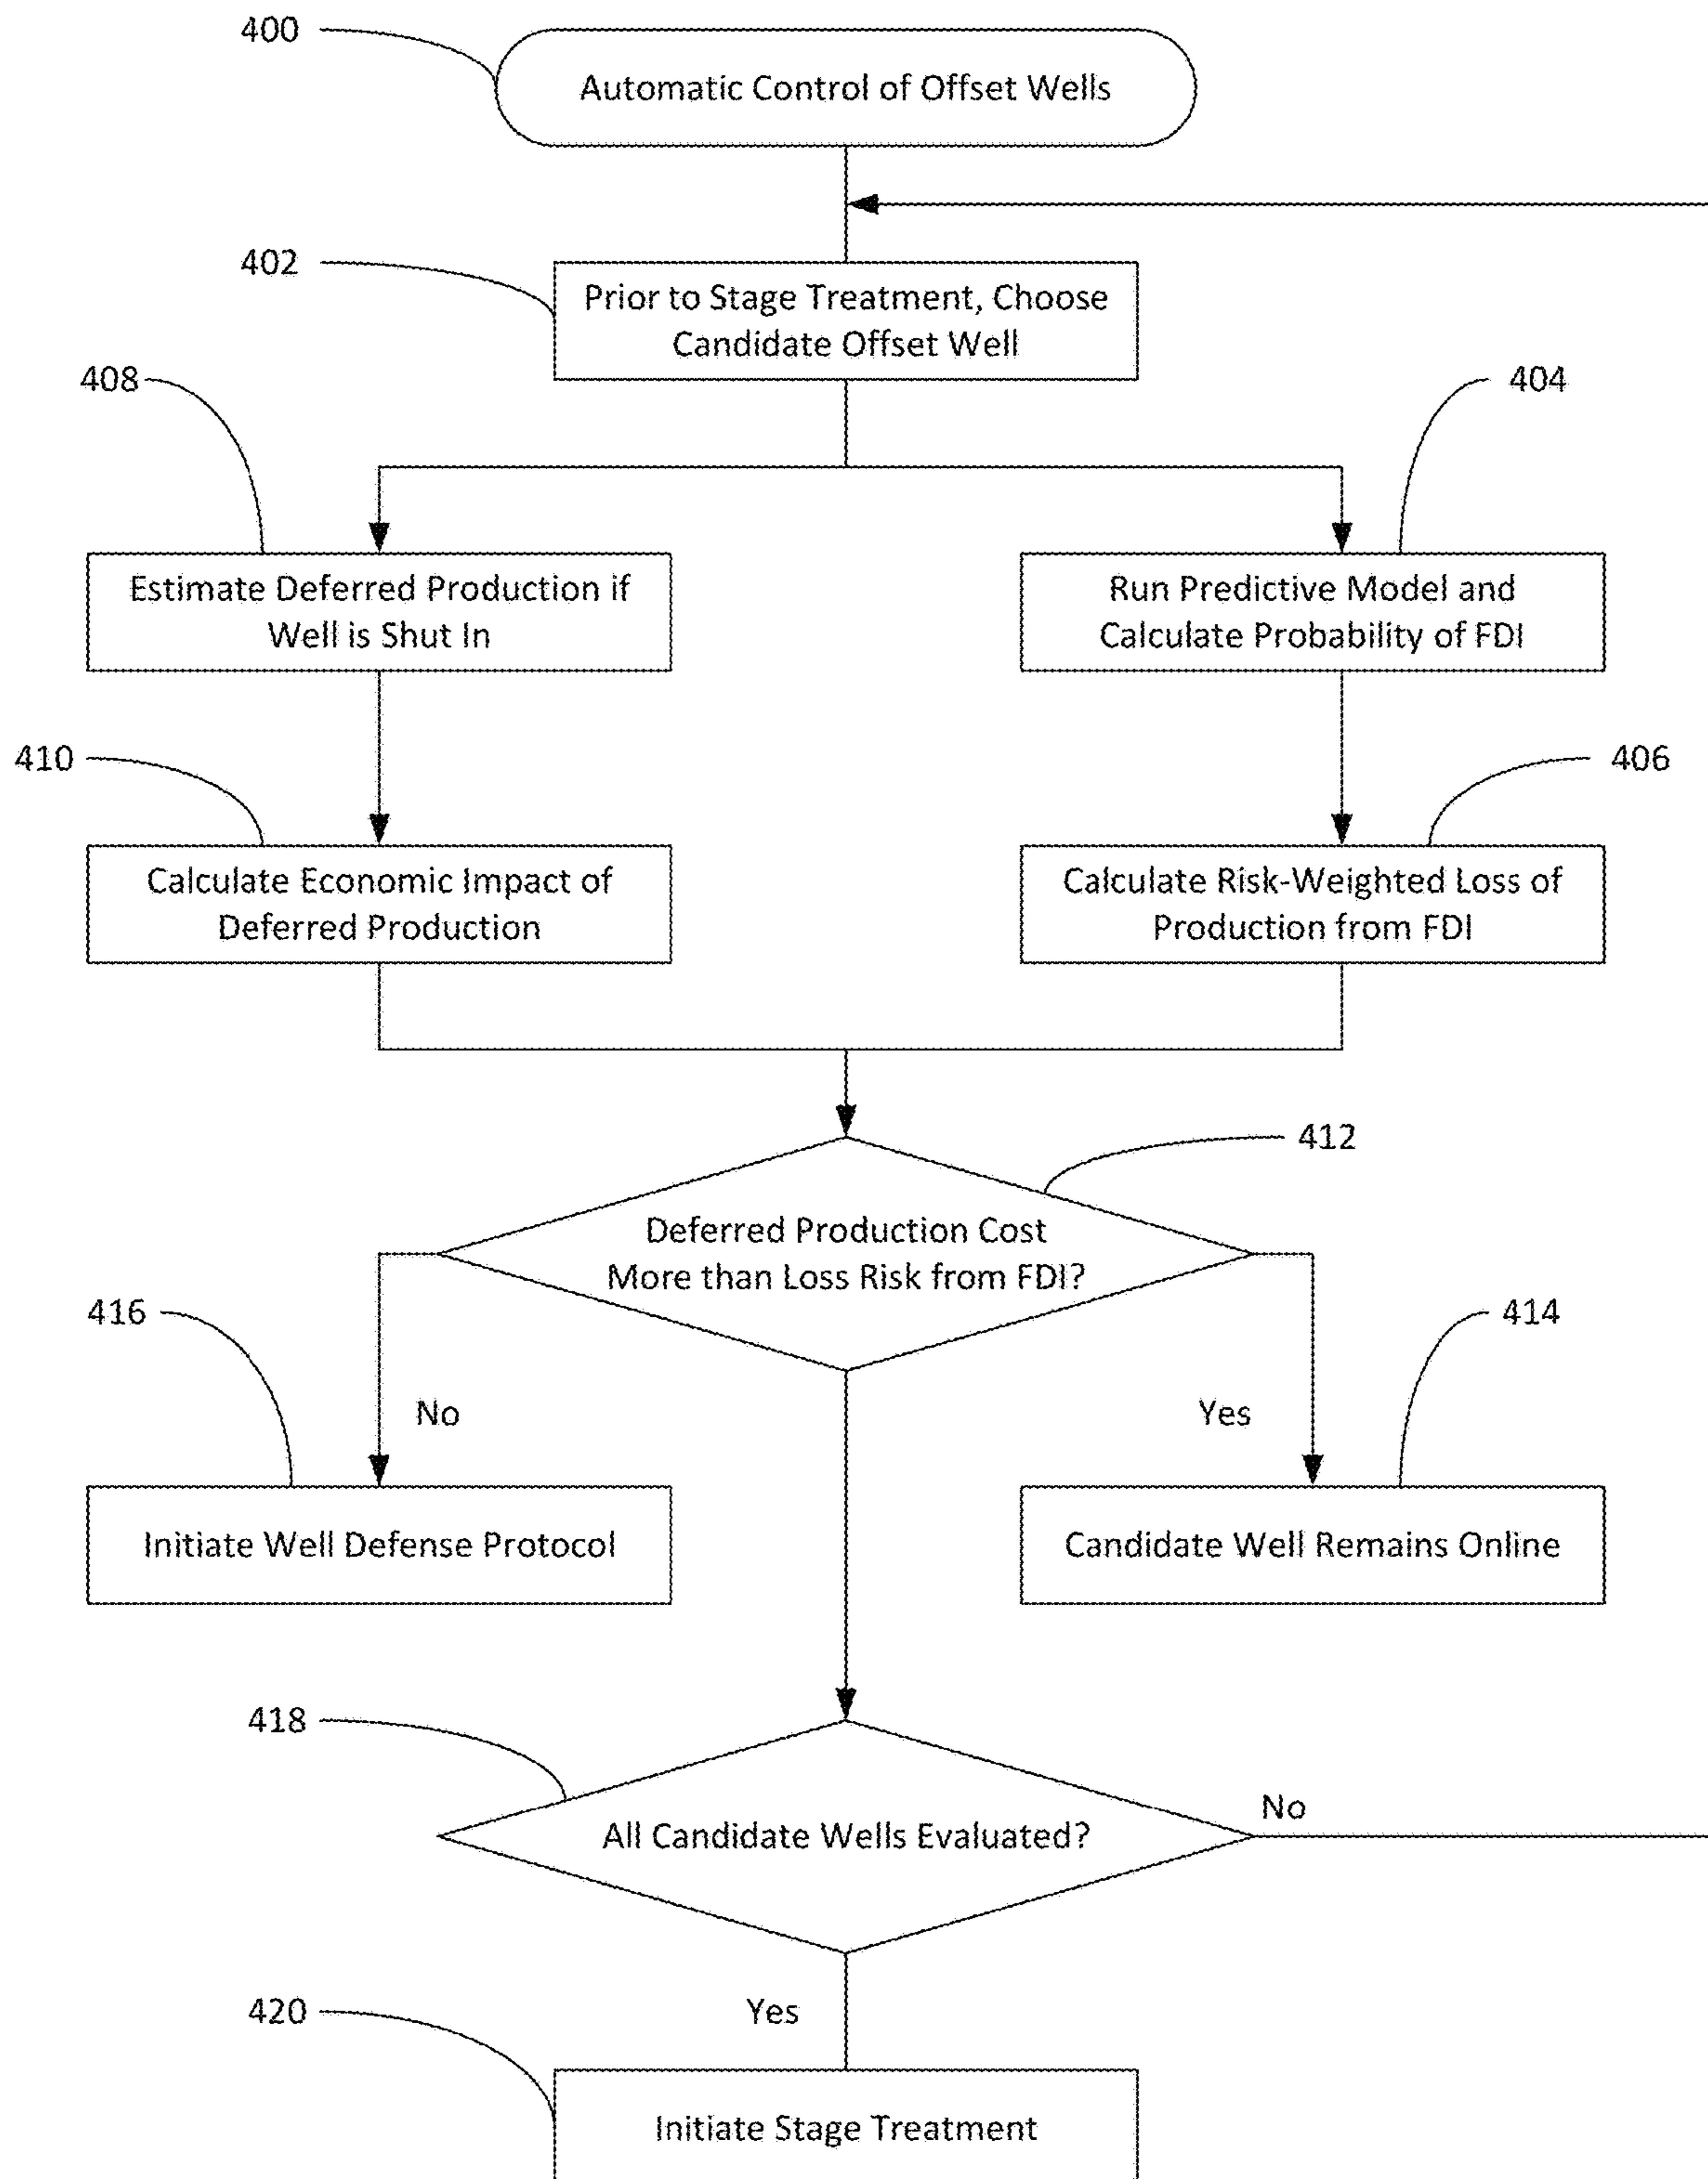 400
Automatic Control of Offset Wells
402
Prior to Stage Treatment, Choose
Candidate Offset Well
408
404
Estimate Deferred Production if
Well is Shut In
Run Predictive Model and
Calculate Probability of FDI
410
406
Calculate Economic Impact of
Deferred Production
Calculate Risk-Weighted Loss of
Production from FDI
412
Deferred Production Cost
More than Loss Risk from FDI?
416
414
No
Yes
Initiate Well Defense Protocol
Candidate Well Remains Online
418
No
All Candidate Wells Evaluated?
420
Yes
Initiate Stage Treatment